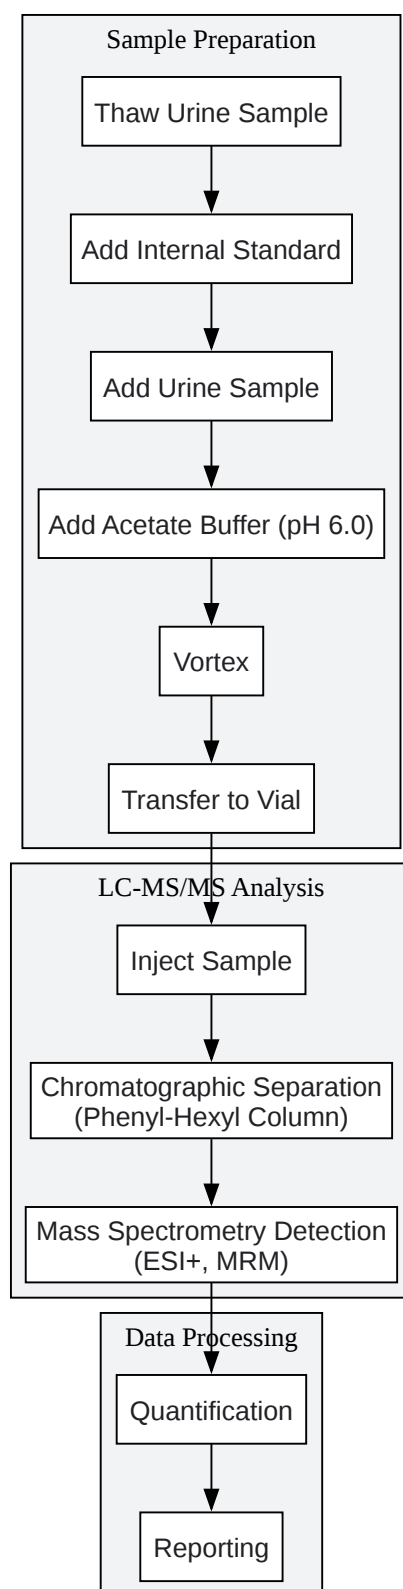 Sample Preparation
Thaw Urine Sample
Add Internal Standard
Add Urine Sample
Add Acetate Buffer (pH 6.0)
Vortex
Transfer to Vial
LC-MS/MS Analysis
Inject Sample
Chromatographic Separation
(Phenyl-Hexyl Column)
Mass Spectrometry Detection
(ESI+, MRM)
Data Processing
Quantification
Reporting